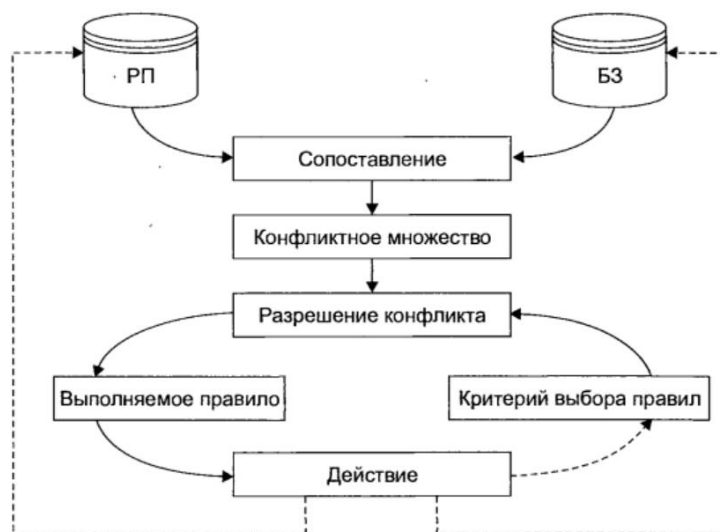 РП
БЗ
Сопоставление
Конфликтное множество
Разрешение конфликта
Выполняемое правило
Критерий выбора правил
Действие